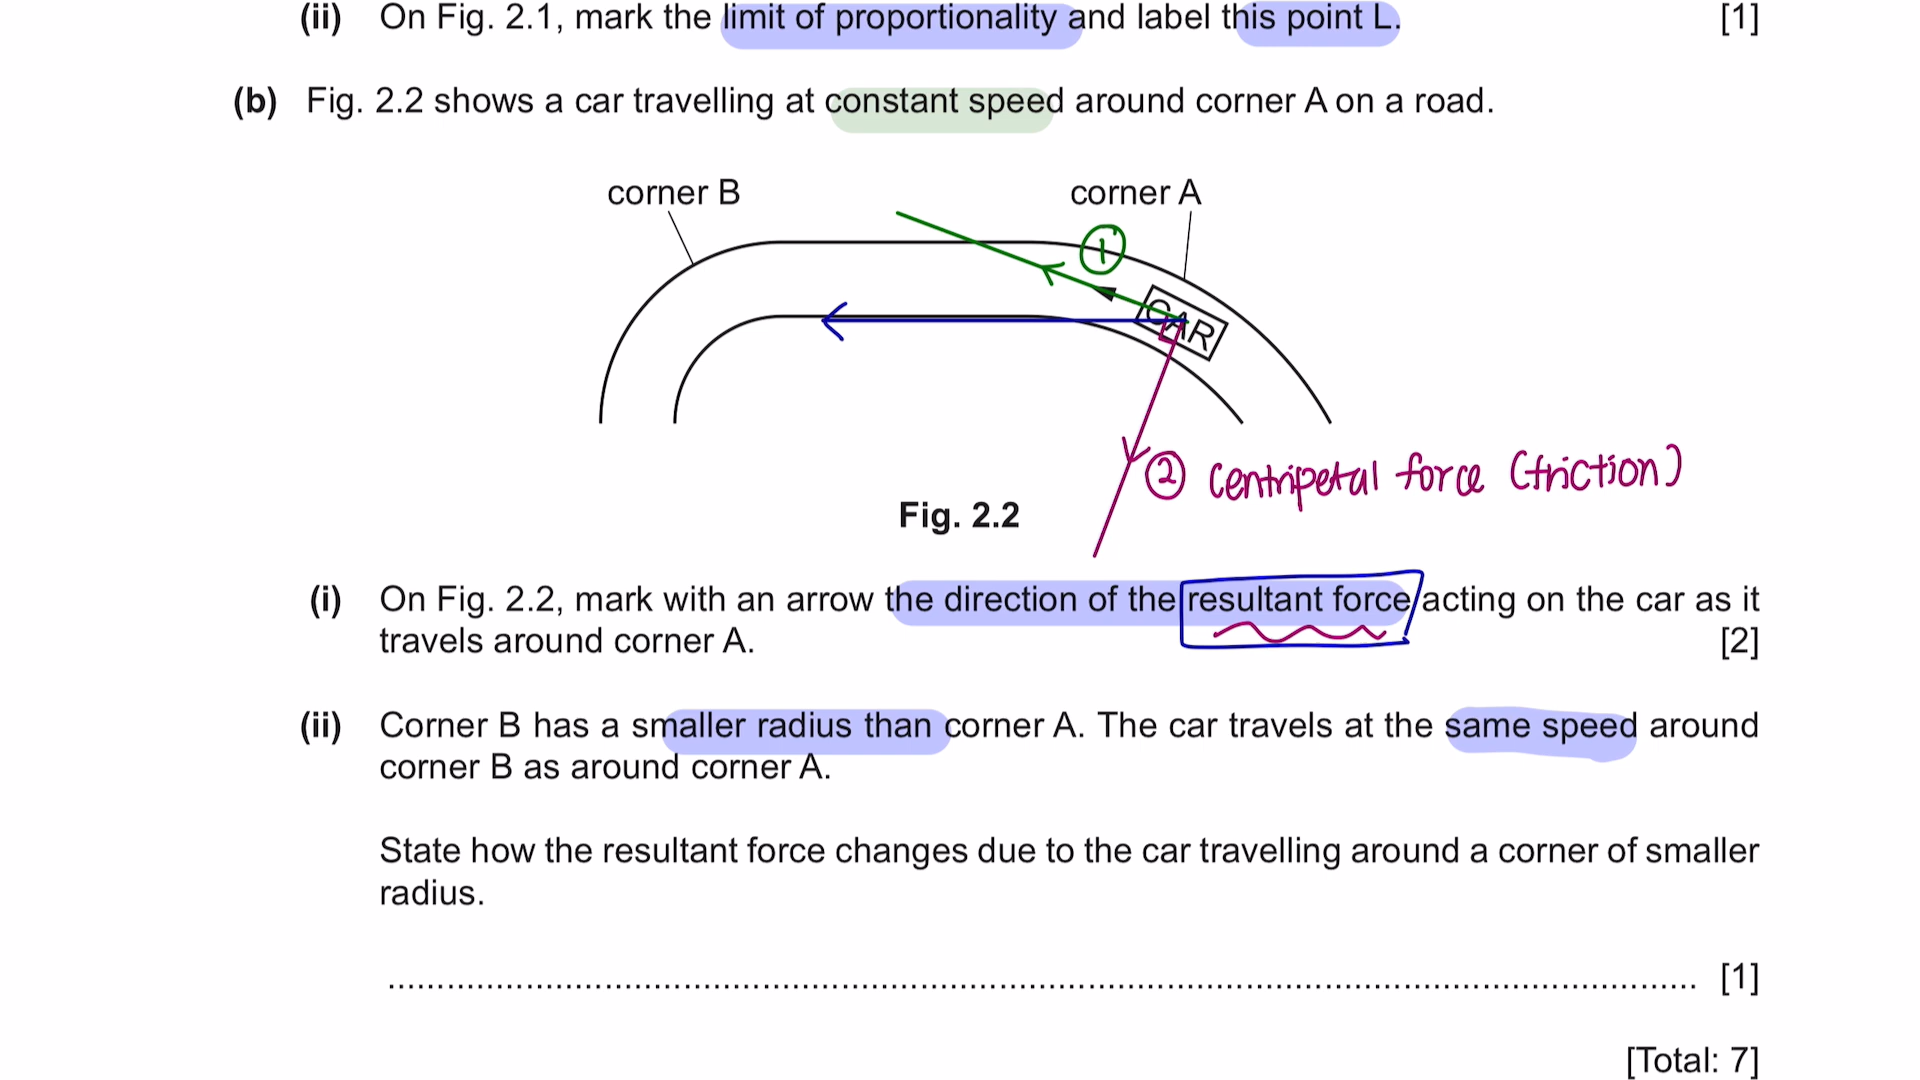 (ii) On Fig. 2.1, mark the limit of proportionality and label this point L. [1]
(b) Fig. 2.2 shows a car travelling at constant speed around corner A on a road.
corner B corner A
1
CAR
2 centripetal force (friction)
Fig. 2.2
(i) On Fig. 2.2, mark with an arrow the direction of the resultant force acting on the car as it
travels around corner A. [2]
(ii) Corner B has a smaller radius than corner A. The car travels at the same speed around
corner B as around corner A.
State how the resultant force changes due to the car travelling around a corner of smaller
radius.
.................................................................................................................................. [1]
[Total: 7]